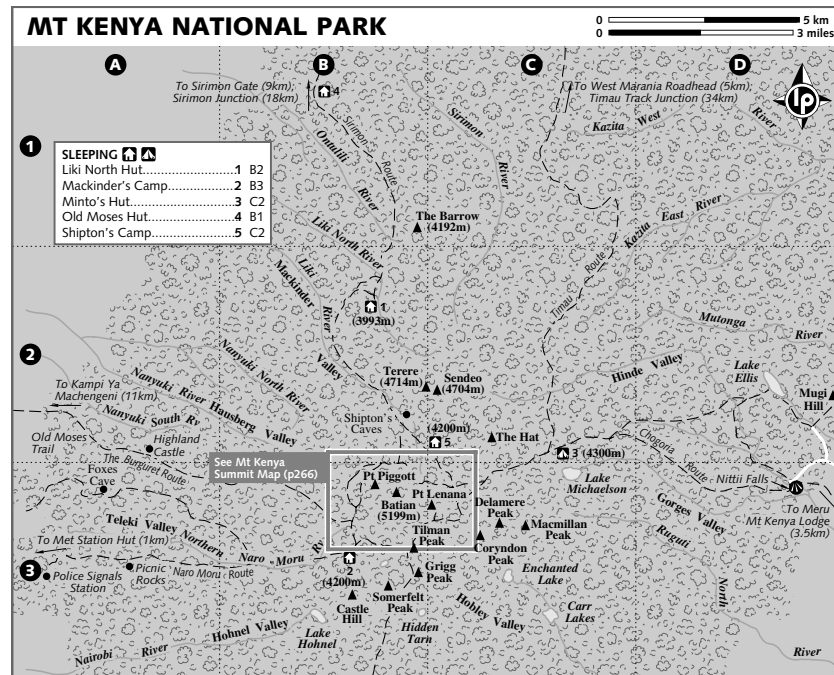 MT KENYA NATIONAL PARK
0 5 km
0 3 miles
A
B
C
D
To Sirimon Gate (9km);
Sirimon Junction (18km)
4
To West Marania Roadhead (5km);
Timau Track Junction (34km)
lp
Sirimon
Route
Ontulili
River
Sirimon
River
Kazita West
River
1
SLEEPING
Liki North Hut 1 B2
Mackinder's Camp 2 B3
Minto's Hut 3 C2
Old Moses Hut 4 B1
Shipton's Camp 5 C2
The Barrow
(4192m)
Kazita East River
Liki North River
Liki
River
Mackinder
Valley
Timau Route
1
(3993m)
Mutonga
River
2
Nanyuki North River
Hinde Valley
Lake
Ellis
Mugi
Hill
Terere
(4714m)
Sendeo
(4704m)
To Kampi Ya
Machengeni (11km)
Nanyuki River
Hausberg Valley
Nanyuki South Rv
Shipton's
Caves
(4200m)
5
The Hat
3 (4300m)
Chogoria Route
Old Moses
Trail
Highland
Castle
The Burguret Route
Foxes
Cave
See Mt Kenya
Summit Map (p266)
Pt Piggott
Batian
(5199m)
Pt Lenana
Lake
Michaelson
Nithi Falls
Delamere
Peak
Macmillan
Peak
Gorges Valley
To Meru
Mt Kenya Lodge
(3.5km)
Teleki Valley
Northern
Naro-Moru Rv
Tilman
Peak
Coryndon
Peak
Ruguti
To Met Station Hut (1km)
3
Police Signals
Station
Picnic
Rocks
Naro Moru Route
2
(4200m)
Grigg
Peak
Enchanted
Lake
North
Castle
Hill
Somerfelt
Peak
Hobley Valley
Carr
Lakes
Hidden
Tarn
Lake
Hohnel
Hohnel Valley
Nairobi River
River